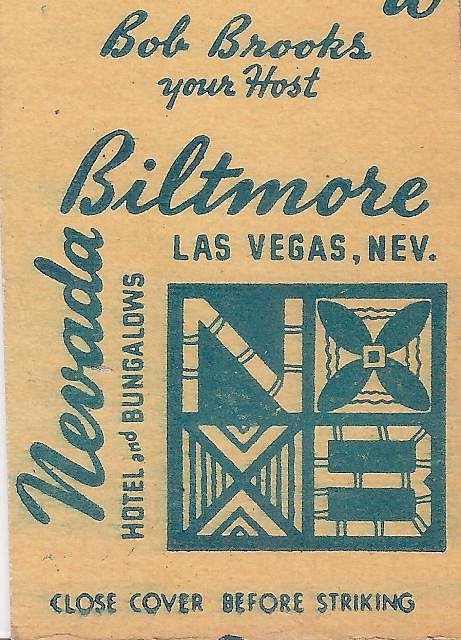 Bob Brooks
your Host
Nevada
Biltmore
LAS VEGAS, NEV.
HOTEL and BUNGALOWS
CLOSE COVER BEFORE STRIKING